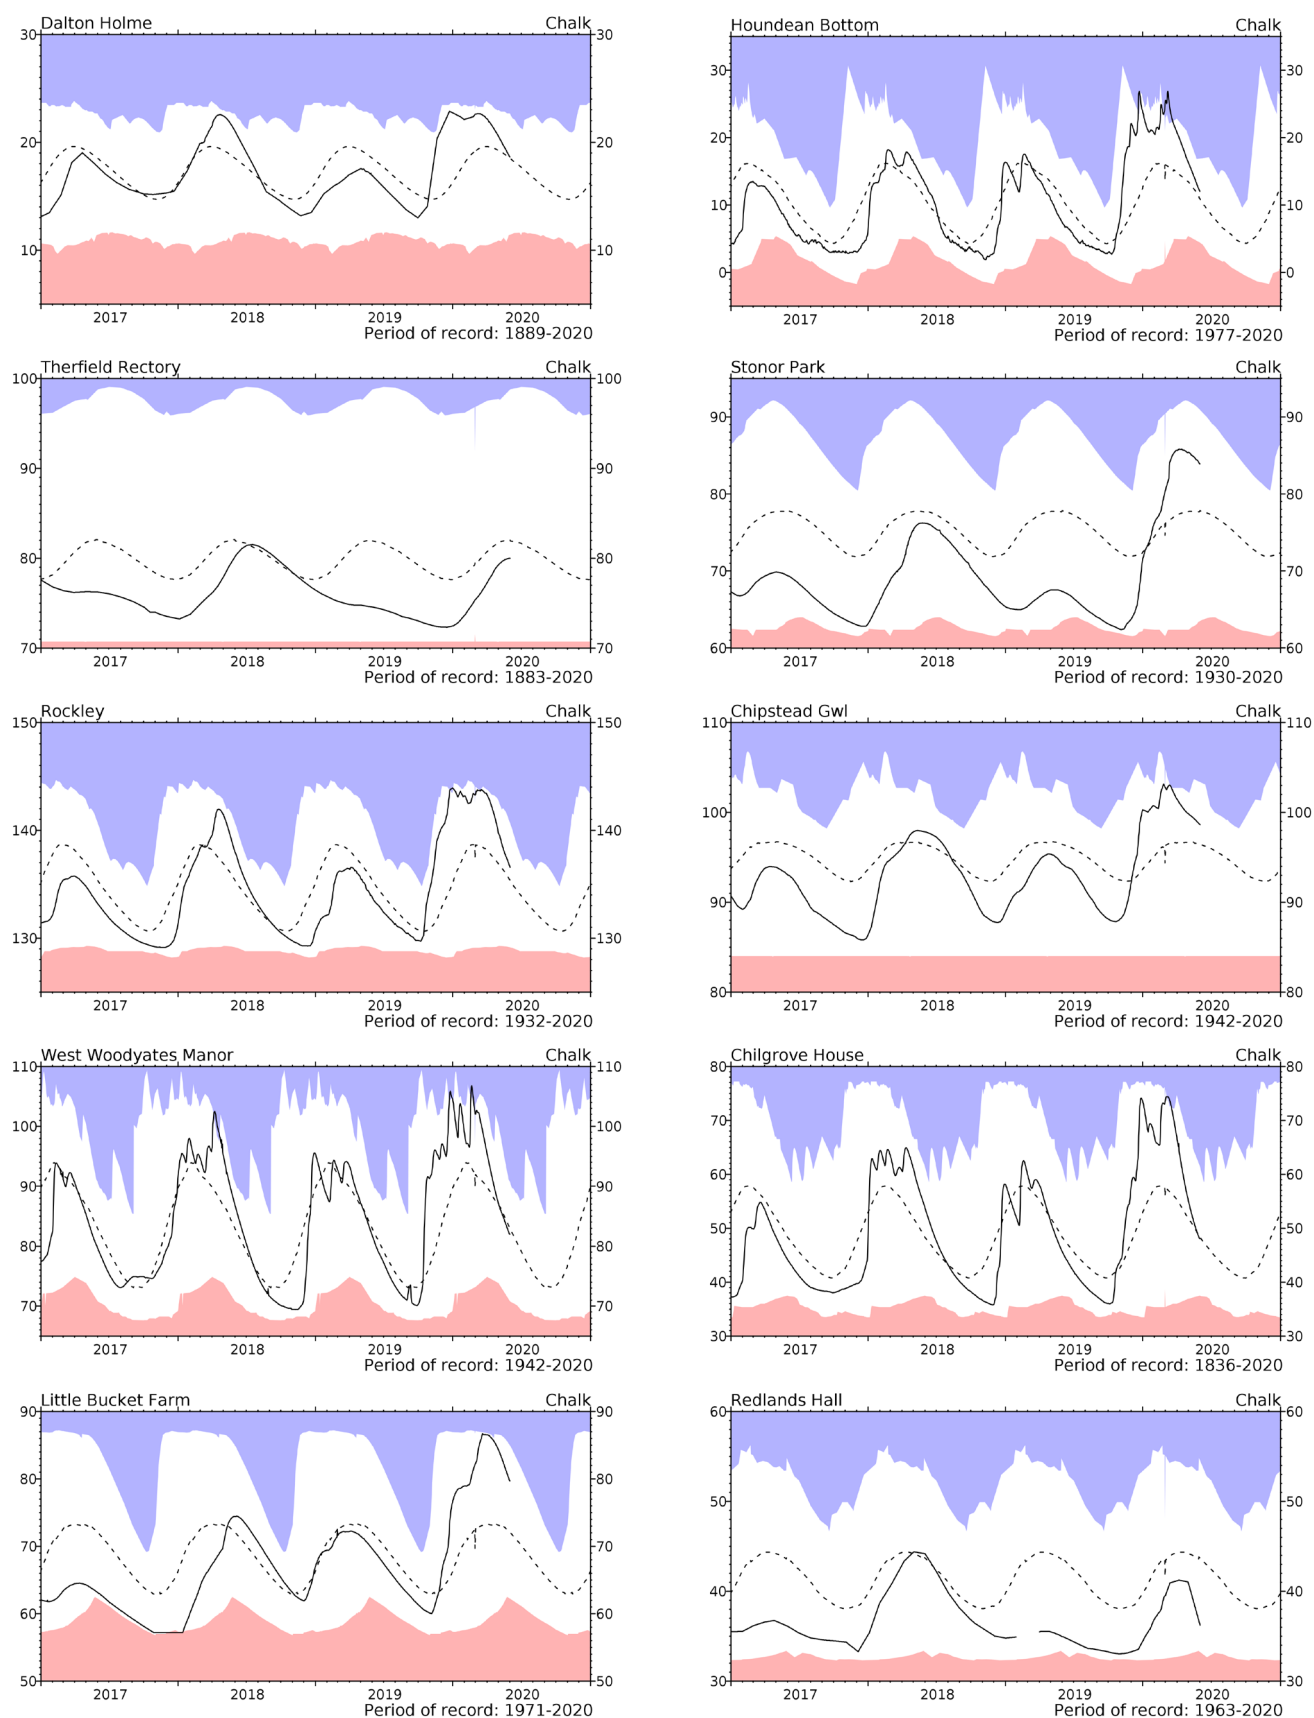 Dalton Holme Chalk
30 30
20 20
10 10
2017 2018 2019 2020
Period of record: 1889-2020
Houndean Bottom Chalk
30 30
20 20
10 10
0 0
2017 2018 2019 2020
Period of record: 1977-2020
Therfield Rectory Chalk
100 100
90 90
80 80
70 70
2017 2018 2019 2020
Period of record: 1883-2020
Stonor Park Chalk
90 90
80 80
70 70
60 60
2017 2018 2019 2020
Period of record: 1930-2020
Rockley Chalk
150 150
140 140
130 130
2017 2018 2019 2020
Period of record: 1932-2020
Chipstead Gwl Chalk
110 110
100 100
90 90
80 80
2017 2018 2019 2020
Period of record: 1942-2020
West Woodyates Manor Chalk
110 110
100 100
90 90
80 80
70 70
2017 2018 2019 2020
Period of record: 1942-2020
Chilgrove House Chalk
80 80
70 70
60 60
50 50
40 40
30 30
2017 2018 2019 2020
Period of record: 1836-2020
Little Bucket Farm Chalk
90 90
80 80
70 70
60 60
50 50
2017 2018 2019 2020
Period of record: 1971-2020
Redlands Hall Chalk
60 60
50 50
40 40
30 30
2017 2018 2019 2020
Period of record: 1963-2020